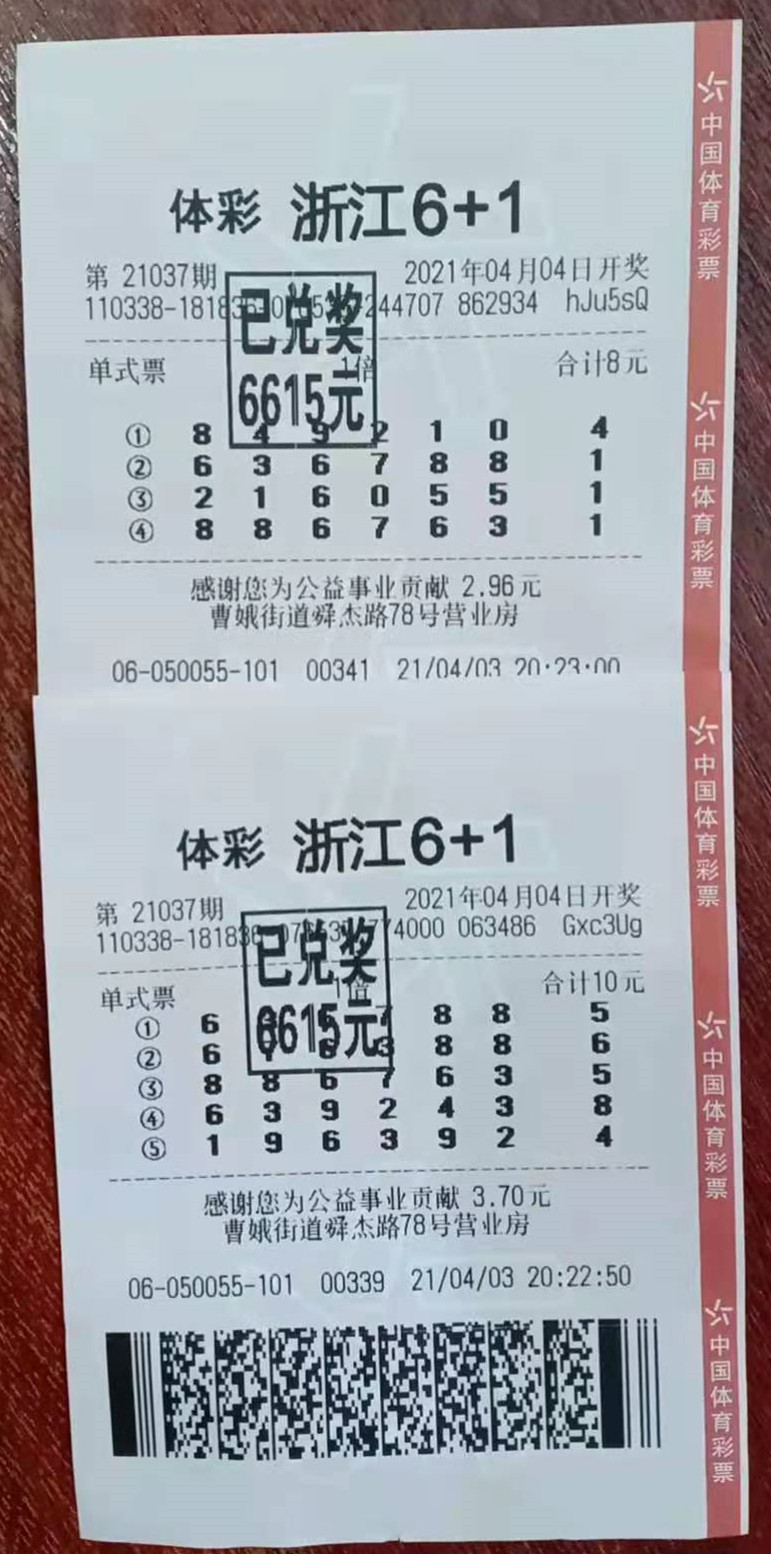 体彩 浙江6+1
第 21037期 2021年04月04日开奖
110338-18183 244707 862934 hJu5sQ
已兑奖
6615元
单式票 1倍 合计8元
① 8 4 9 2 1 0 4
② 6 3 6 7 8 8 1
③ 2 1 6 0 5 5 1
④ 8 8 6 7 6 3 1
感谢您为公益事业贡献 2.96元
曹娥街道舜杰路78号营业房
06-050055-101 00341 21/04/03 20:23:00
体彩 浙江6+1
第 21037期 2021年04月04日开奖
110338-181836 774000 063486 Gxc3Ug
已兑奖
6615元
单式票 1倍 合计10元
① 6 7 8 8 5
② 6 3 8 8 6
③ 8 8 6 7 6 3 5
④ 6 3 9 2 4 3 8
⑤ 1 9 6 3 9 2 4
感谢您为公益事业贡献 3.70元
曹娥街道舜杰路78号营业房
06-050055-101 00339 21/04/03 20:22:50
中国体育彩票
中国体育彩票
中国体育彩票
中国体育彩票
中国体育彩票